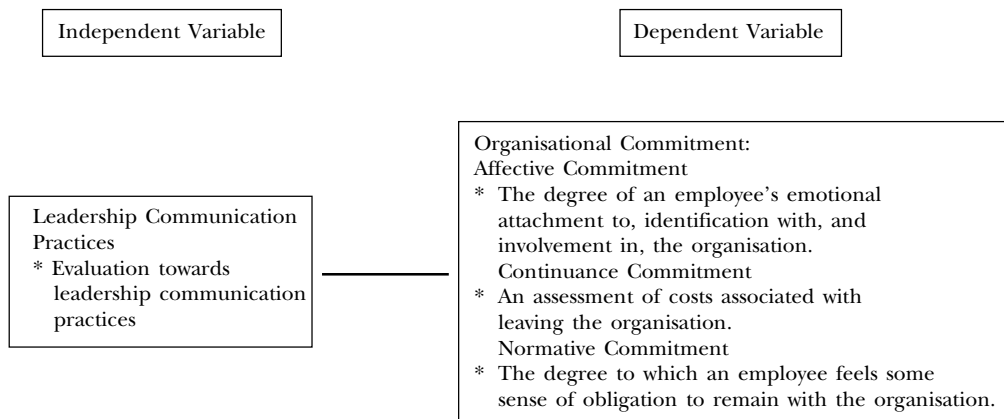 Independent Variable
Dependent Variable
Leadership Communication
Practices
* Evaluation towards
leadership communication
practices
Organisational Commitment:
Affective Commitment
* The degree of an employee’s emotional
attachment to, identification with, and
involvement in, the organisation.
Continuance Commitment
* An assessment of costs associated with
leaving the organisation.
Normative Commitment
* The degree to which an employee feels some
sense of obligation to remain with the organisation.